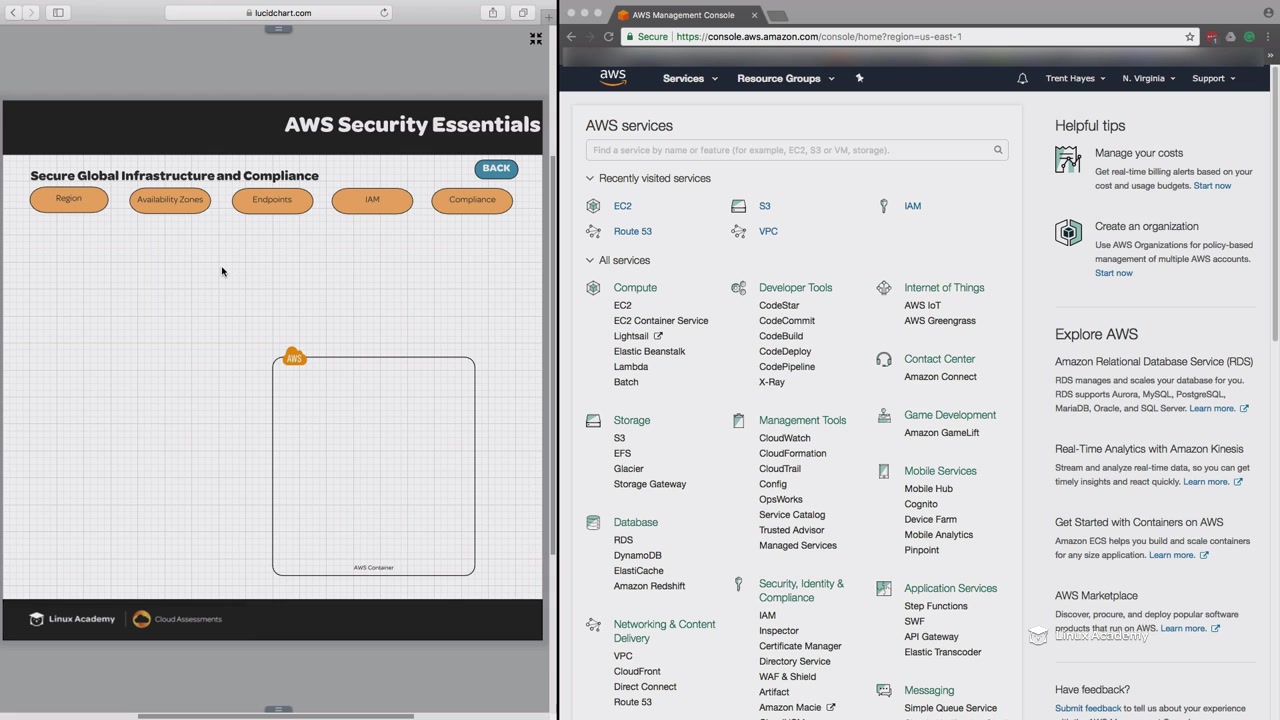 lucidchart.com
AWS Security Essentials
BACK
Secure Global Infrastructure and Compliance
Region
Availability Zones
Endpoints
IAM
Compliance
AWS
AWS Container
Linux Academy
Cloud Assessments
AWS Management Console
Secure
https://console.aws.amazon.com/console/home?region=us-east-1
aws
Services
Resource Groups
Trent Hayes
N. Virginia
Support
AWS services
Find a service by name or feature (for example, EC2, S3 or VM, storage).
Recently visited services
EC2
S3
IAM
Route 53
VPC
All services
Compute
EC2
EC2 Container Service
Lightsail
Elastic Beanstalk
Lambda
Batch
Storage
S3
EFS
Glacier
Storage Gateway
Database
RDS
DynamoDB
ElastiCache
Amazon Redshift
Networking & Content
Delivery
VPC
CloudFront
Direct Connect
Route 53
Developer Tools
CodeStar
CodeCommit
CodeBuild
CodeDeploy
CodePipeline
X-Ray
Management Tools
CloudWatch
CloudFormation
CloudTrail
Config
OpsWorks
Service Catalog
Trusted Advisor
Managed Services
Security, Identity &
Compliance
IAM
Inspector
Certificate Manager
Directory Service
WAF & Shield
Artifact
Amazon Macie
Internet of Things
AWS IoT
AWS Greengrass
Contact Center
Amazon Connect
Game Development
Amazon GameLift
Mobile Services
Mobile Hub
Cognito
Device Farm
Mobile Analytics
Pinpoint
Application Services
Step Functions
SWF
API Gateway
Elastic Transcoder
Messaging
Simple Queue Service
Helpful tips
Manage your costs
Get real-time billing alerts based on your
cost and usage budgets. Start now
Create an organization
Use AWS Organizations for policy-based
management of multiple AWS accounts.
Start now
Explore AWS
Amazon Relational Database Service (RDS)
RDS manages and scales your database for you.
RDS supports Aurora, MySQL, PostgreSQL,
MariaDB, Oracle, and SQL Server. Learn more.
Real-Time Analytics with Amazon Kinesis
Stream and analyze real-time data, so you can get
timely insights and react quickly. Learn more.
Get Started with Containers on AWS
Amazon ECS helps you build and scale containers
for any size application. Learn more.
AWS Marketplace
Discover, procure, and deploy popular software
products that run on AWS. Learn more.
Linux Academy
Have feedback?
Submit feedback to tell us about your experience